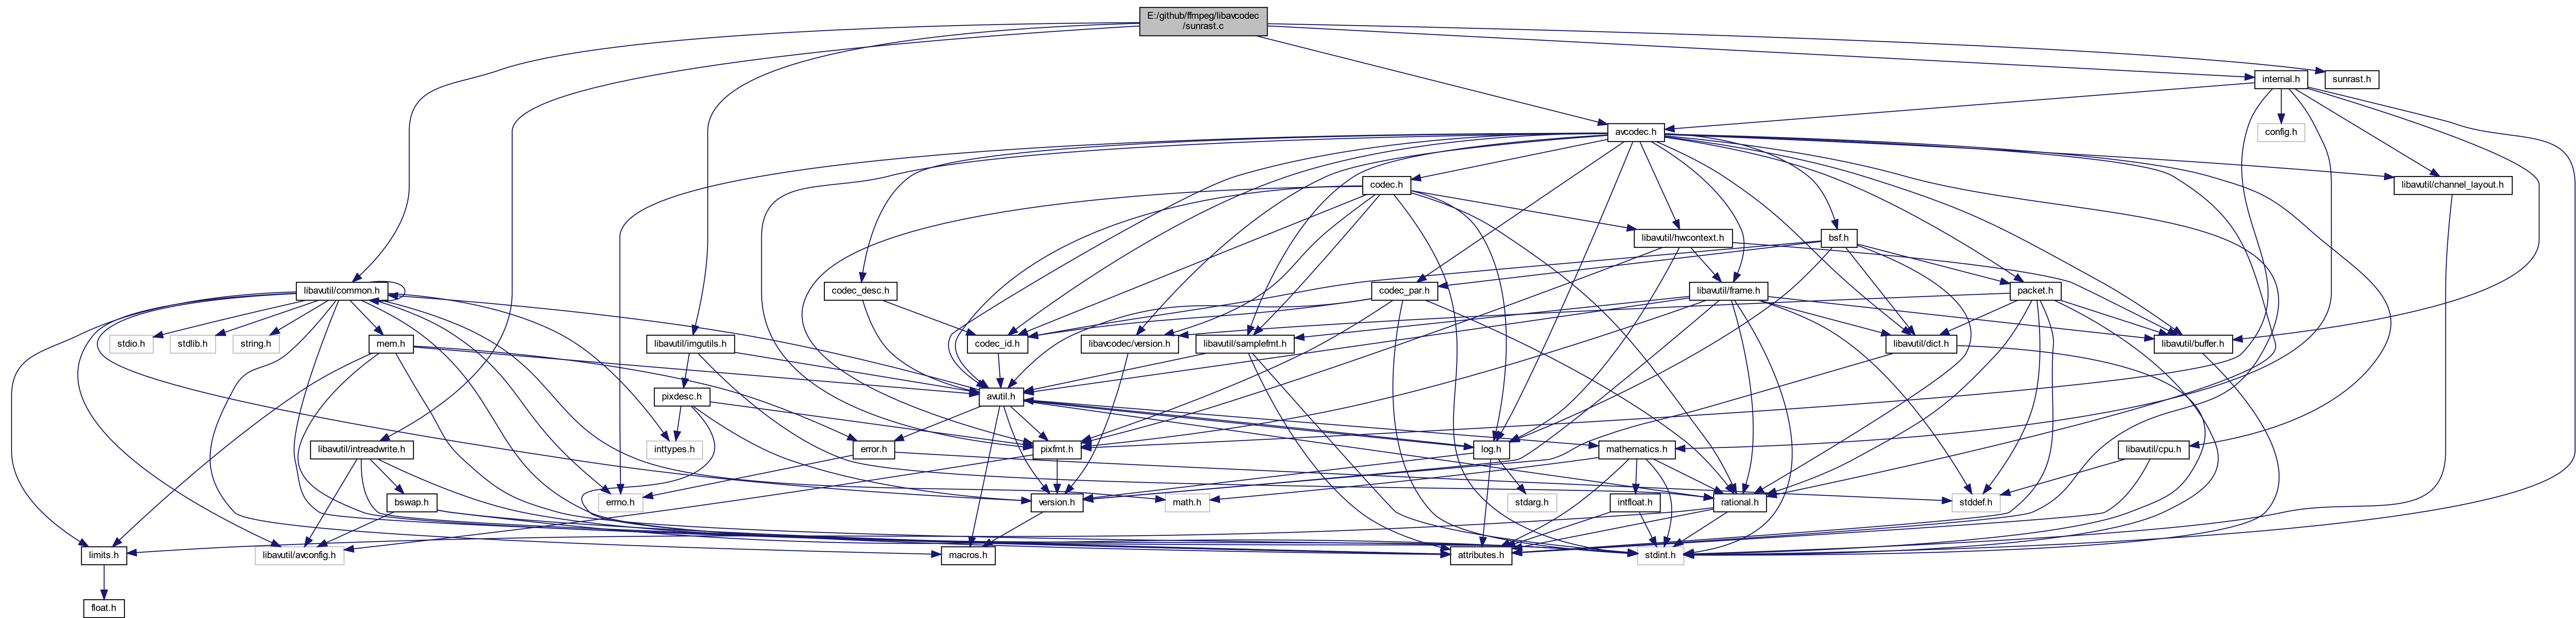 E:/github/ffmpeg/libavcodec
/sunrast.c
internal.h
sunrast.h
avcodec.h
config.h
codec.h
libavutil/channel_layout.h
libavutil/hwcontext.h
bsf.h
libavutil/common.h
codec_desc.h
codec_par.h
libavutil/frame.h
packet.h
stdio.h
stdlib.h
string.h
mem.h
libavutil/imgutils.h
codec_id.h
libavcodec/version.h
libavutil/samplefmt.h
libavutil/dict.h
libavutil/buffer.h
pixdesc.h
avutil.h
libavutil/intreadwrite.h
inttypes.h
error.h
pixfmt.h
log.h
mathematics.h
libavutil/cpu.h
bswap.h
errno.h
version.h
math.h
stdarg.h
intfloat.h
rational.h
stddef.h
limits.h
libavutil/avconfig.h
macros.h
attributes.h
stdint.h
float.h